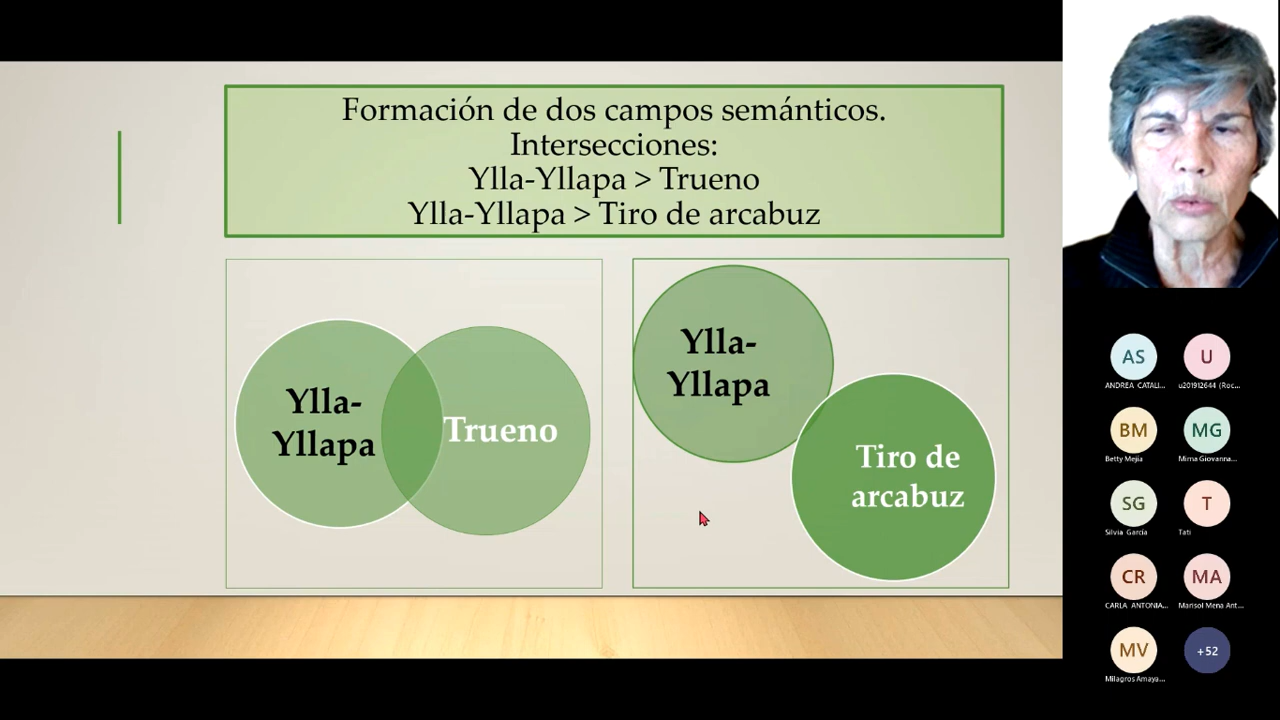 Formación de dos campos semánticos.
Intersecciones:
Ylla-Yllapa > Trueno
Ylla-Yllapa > Tiro de arcabuz
Ylla-
Yllapa
Trueno
Ylla-
Yllapa
Tiro de
arcabuz
AS
ANDREA CATALI...
U
u201912644 (Roc...
BM
Betty Mejía
MG
Mirna Giovanna...
SG
Silvia García
T
Tati
CR
CARLA ANTONIA...
MA
Marisol Mena Ant...
MV
Milagros Amaya...
+52